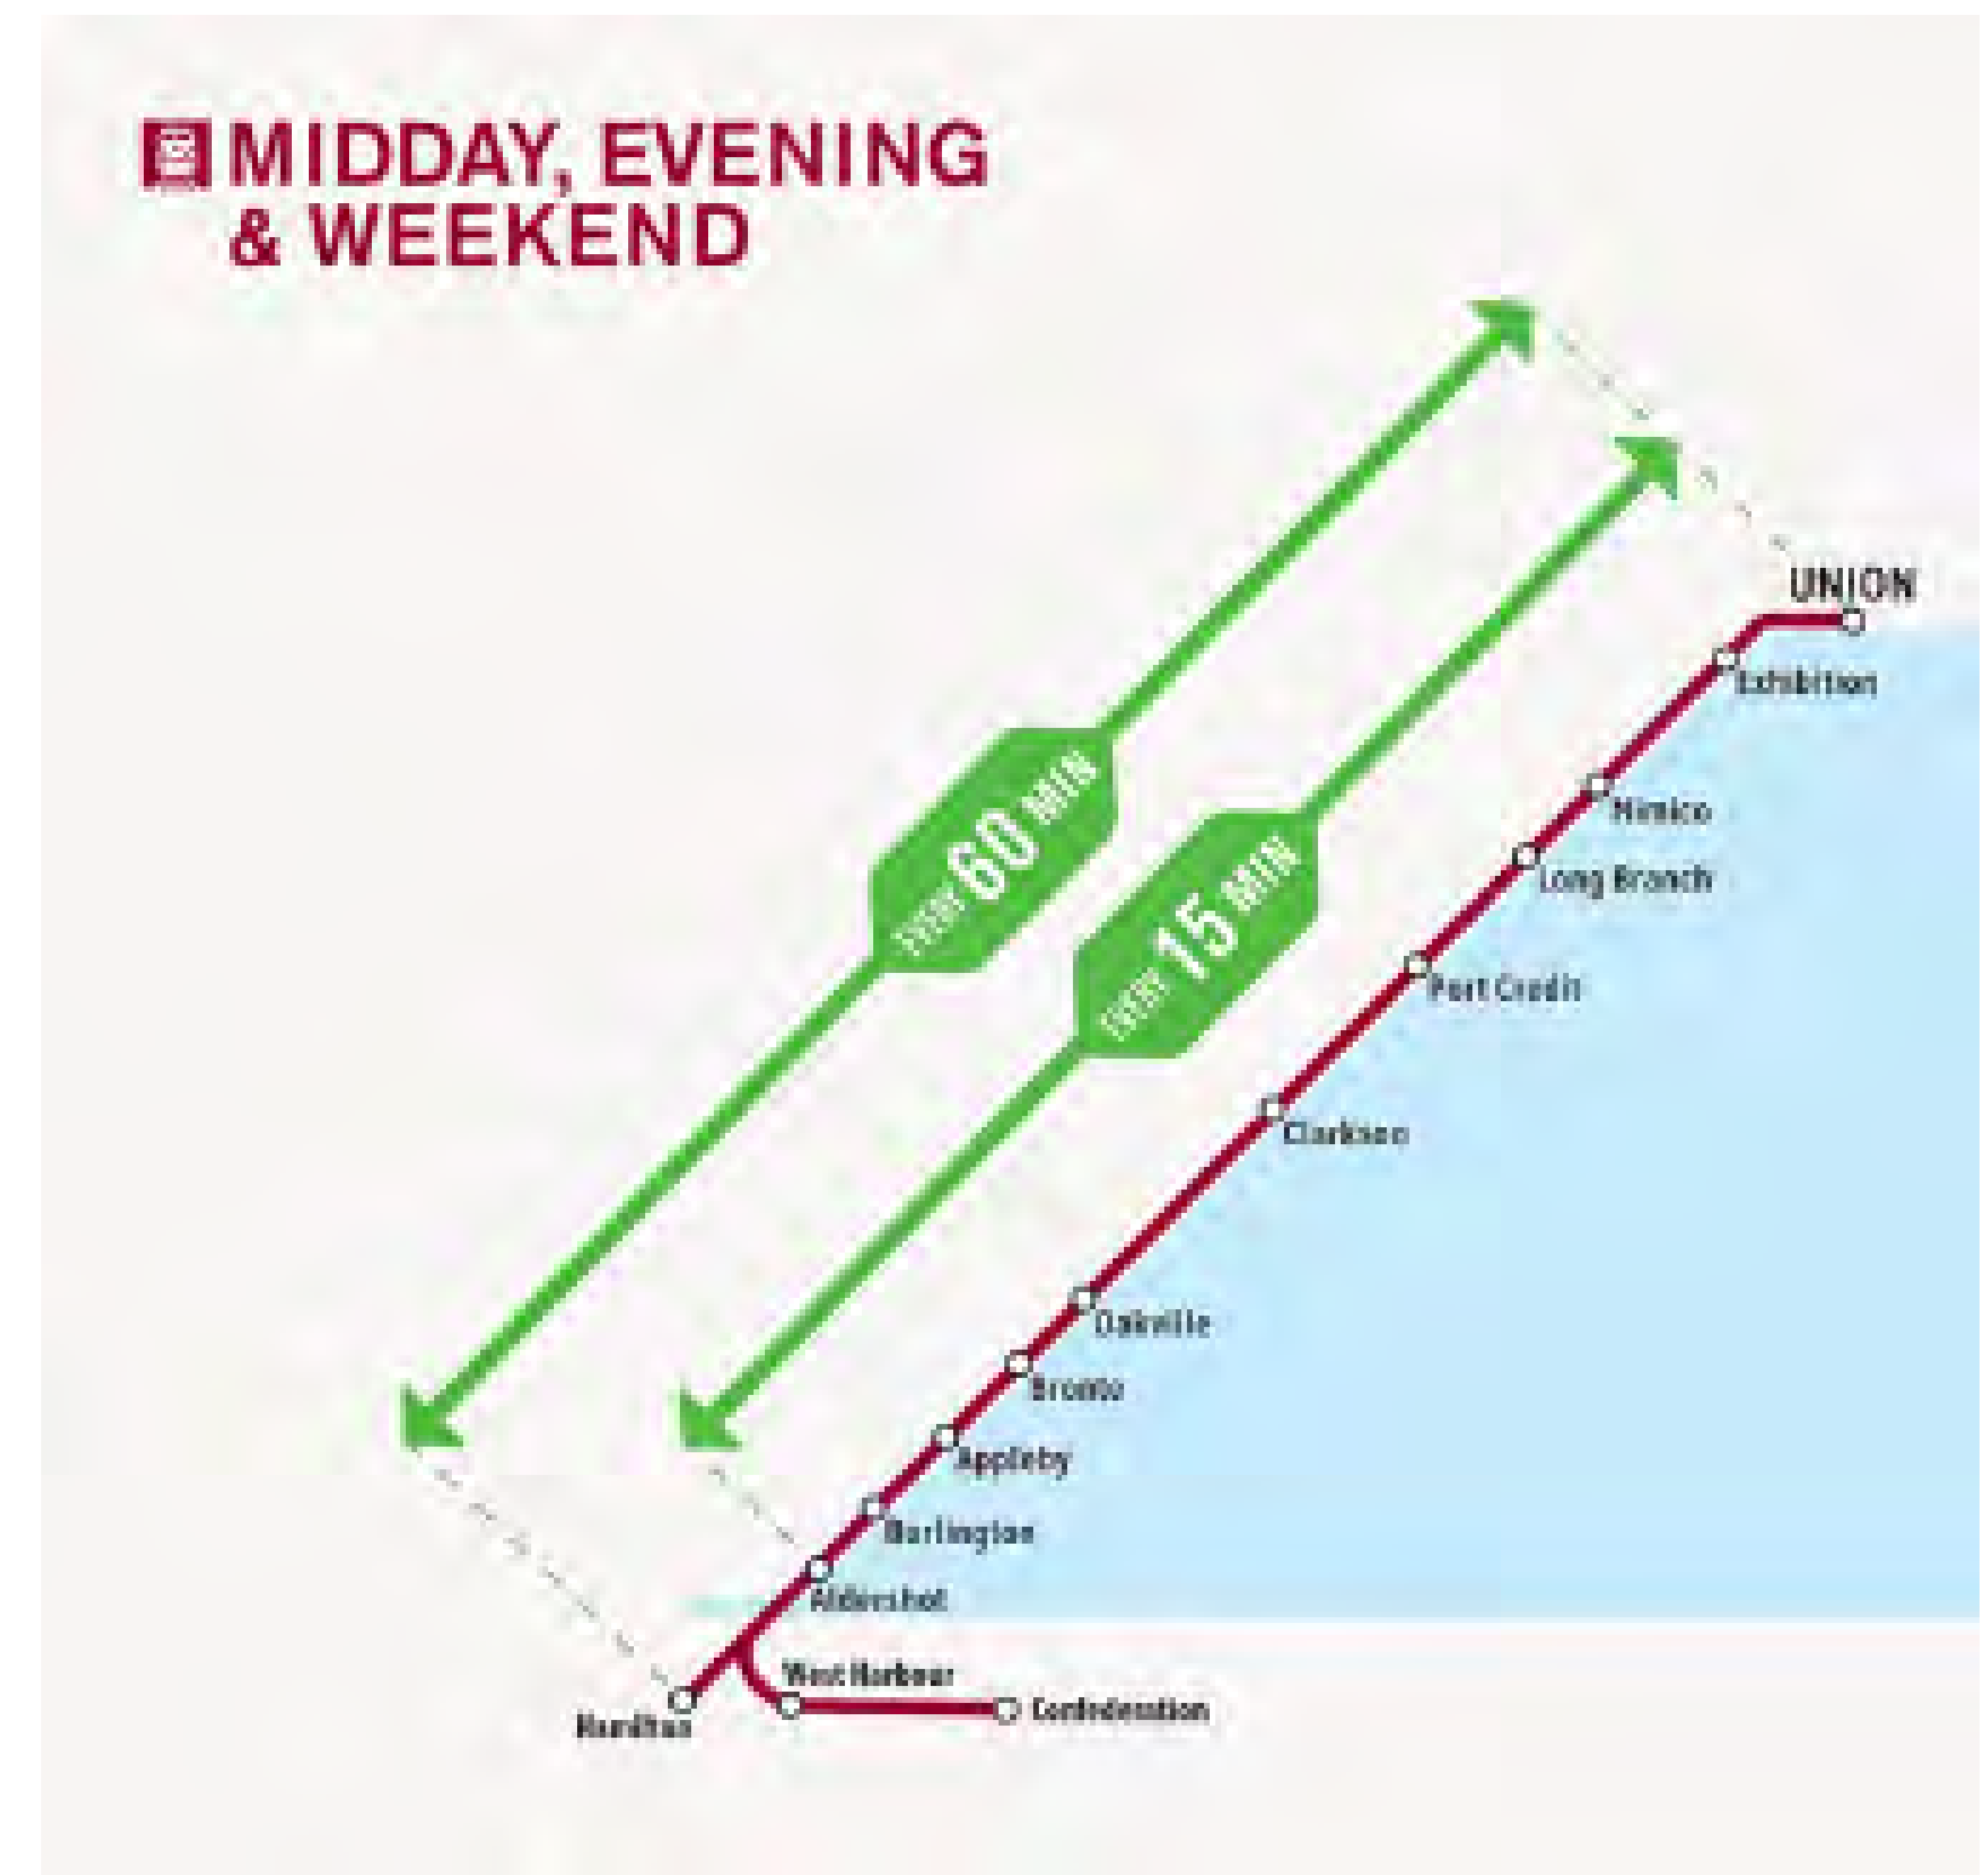 MIDDAY, EVENING
& WEEKEND
EVERY 60 MIN
EVERY 15 MIN
UNION
Exhibition
Mimico
Long Branch
Port Credit
Clarkson
Oakville
Bronte
Appleby
Burlington
Aldershot
West Harbour
Confederation
Hamilton